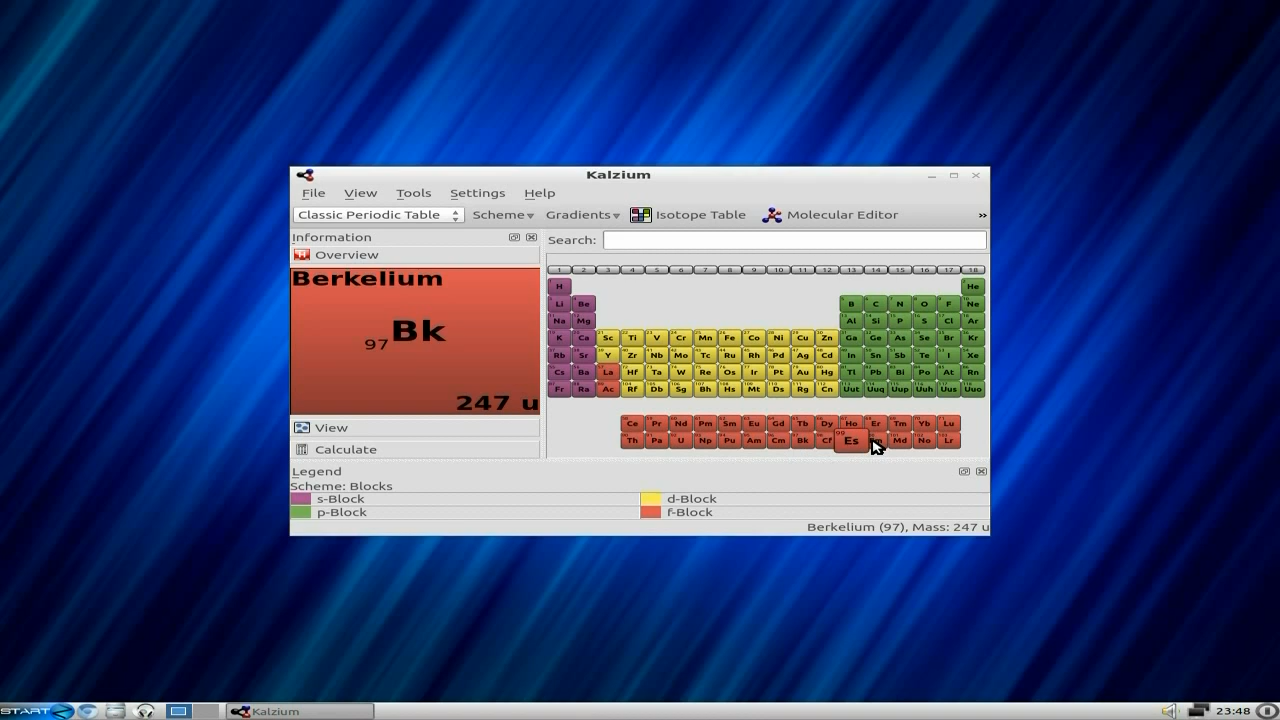 Kalzium
File View Tools Settings Help
Classic Periodic Table Scheme Gradients Isotope Table Molecular Editor »
Information
Search:
Overview
Berkelium
97 Bk
247 u
View
Calculate
1 2 3 4 5 6 7 8 9 10 11 12 13 14 15 16 17 18
H He
Li Be B C N O F Ne
Na Mg Al Si P S Cl Ar
K Ca Sc Ti V Cr Mn Fe Co Ni Cu Zn Ga Ge As Se Br Kr
Rb Sr Y Zr Nb Mo Tc Ru Rh Pd Ag Cd In Sn Sb Te I Xe
Cs Ba La Hf Ta W Re Os Ir Pt Au Hg Tl Pb Bi Po At Rn
Fr Ra Ac Rf Db Sg Bh Hs Mt Ds Rg Cn Uut Uuq Uup Uuh Uus Uuo
Ce Pr Nd Pm Sm Eu Gd Tb Dy Ho Er Tm Yb Lu
Th Pa U Np Pu Am Cm Bk Cf Es Md No Lr
Legend
Scheme: Blocks
s-Block d-Block
p-Block f-Block
Berkelium (97), Mass: 247 u
START Kalzium 23:48